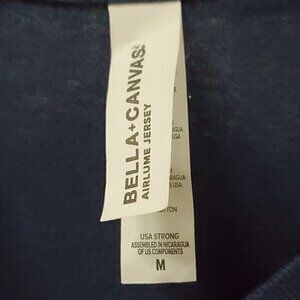 BELLA+CANVAS®
AIRLUME JERSEY
USA STRONG
ASSEMBLED IN NICARAGUA
OF US COMPONENTS
M